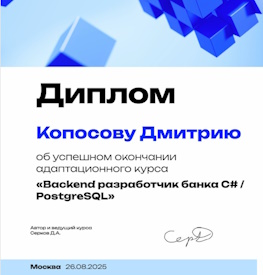 Диплом
Копосову Дмитрию
об успешном окончании
адаптационного курса
«Backend разработчик банка C# /
PostgreSQL»
Автор и ведущий курса
Серков Д.А.
Москва 26.08.2025